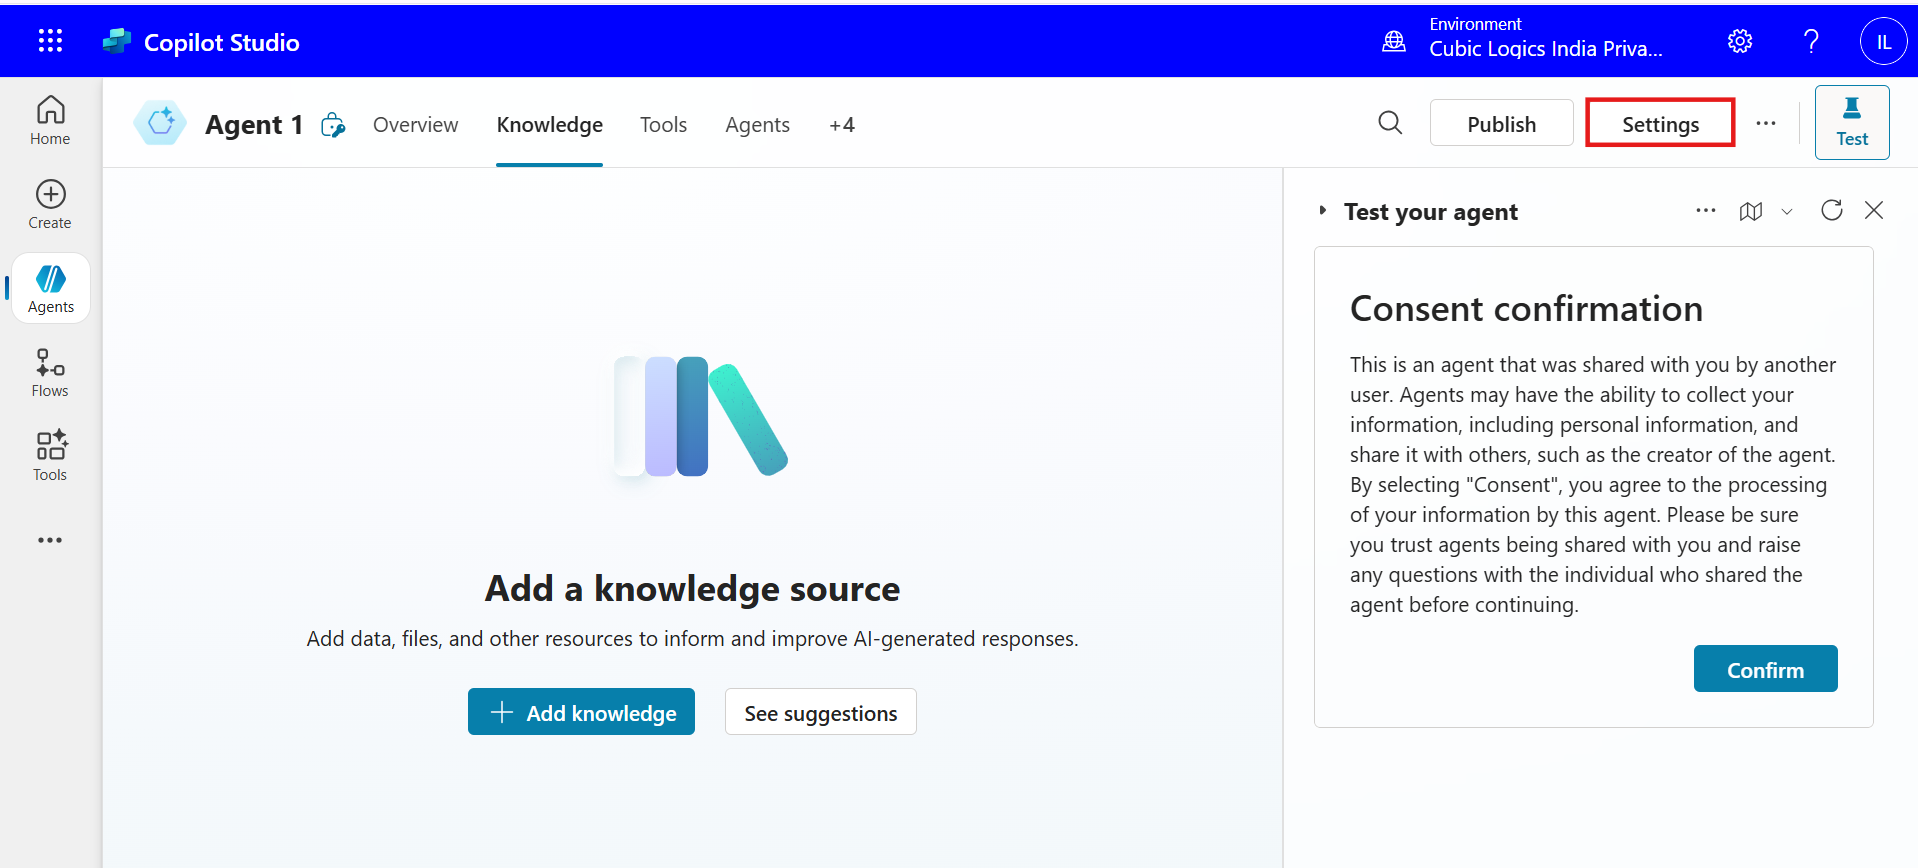 Copilot Studio
Environment
Cubic Logics India Priva...
IL
Home
Create
Agents
Flows
Tools
Agent 1
Overview
Knowledge
Tools
Agents
+4
Publish
Settings
Test
Add a knowledge source
Add data, files, and other resources to inform and improve AI-generated responses.
Add knowledge
See suggestions
Test your agent
Consent confirmation
This is an agent that was shared with you by another
user. Agents may have the ability to collect your
information, including personal information, and
share it with others, such as the creator of the agent.
By selecting "Consent", you agree to the processing
of your information by this agent. Please be sure
you trust agents being shared with you and raise
any questions with the individual who shared the
agent before continuing.
Confirm